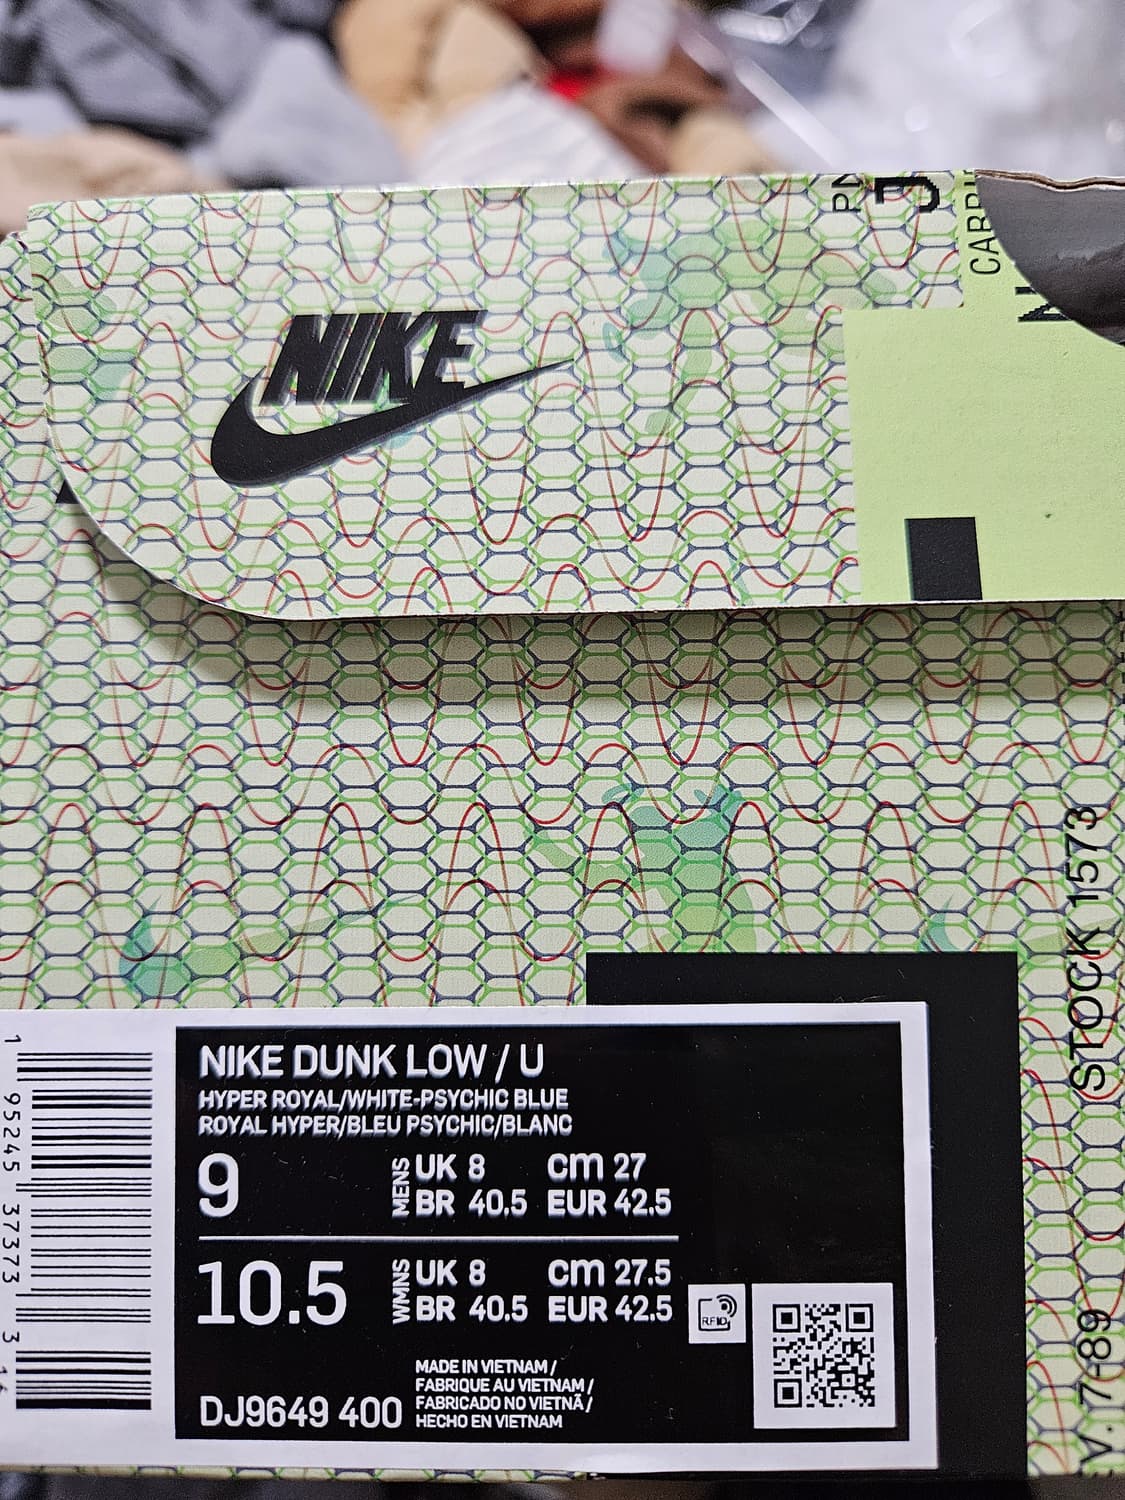 NIKE
STOCK 1573
NIKE DUNK LOW / U
HYPER ROYAL/WHITE-PSYCHIC BLUE
ROYAL HYPER/BLEU PSYCHIC/BLANC
9 MENS UK 8 cm 27
BR 40.5 EUR 42.5
10.5 WMNS UK 8 cm 27.5
BR 40.5 EUR 42.5
RFID
MADE IN VIETNAM /
FABRIQUE AU VIETNAM /
FABRICADO NO VIETNÃ /
HECHO EN VIETNAM
DJ9649 400
1 95245 37373 3